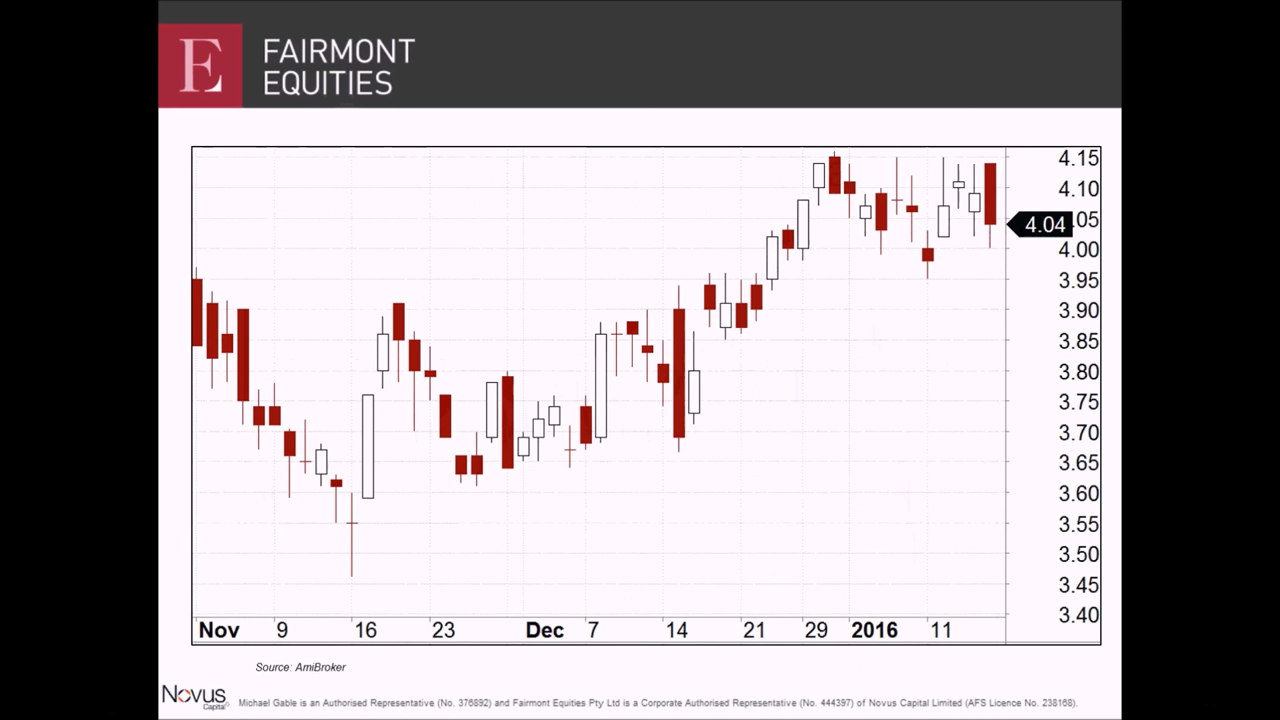 E
FAIRMONT
EQUITIES
4.15
4.10
.05
4.04
4.00
3.95
3.90
3.85
3.80
3.75
3.70
3.65
3.60
3.55
3.50
3.45
3.40
Nov 9 16 23 Dec 7 14 21 29 2016 11
Source: AmiBroker
Novus
Capital
Michael Gable is an Authorised Representative (No. 376892) and Fairmont Equities Pty Ltd is a Corporate Authorised Representative (No. 444397) of Novus Capital Limited (AFS Licence No. 238168).